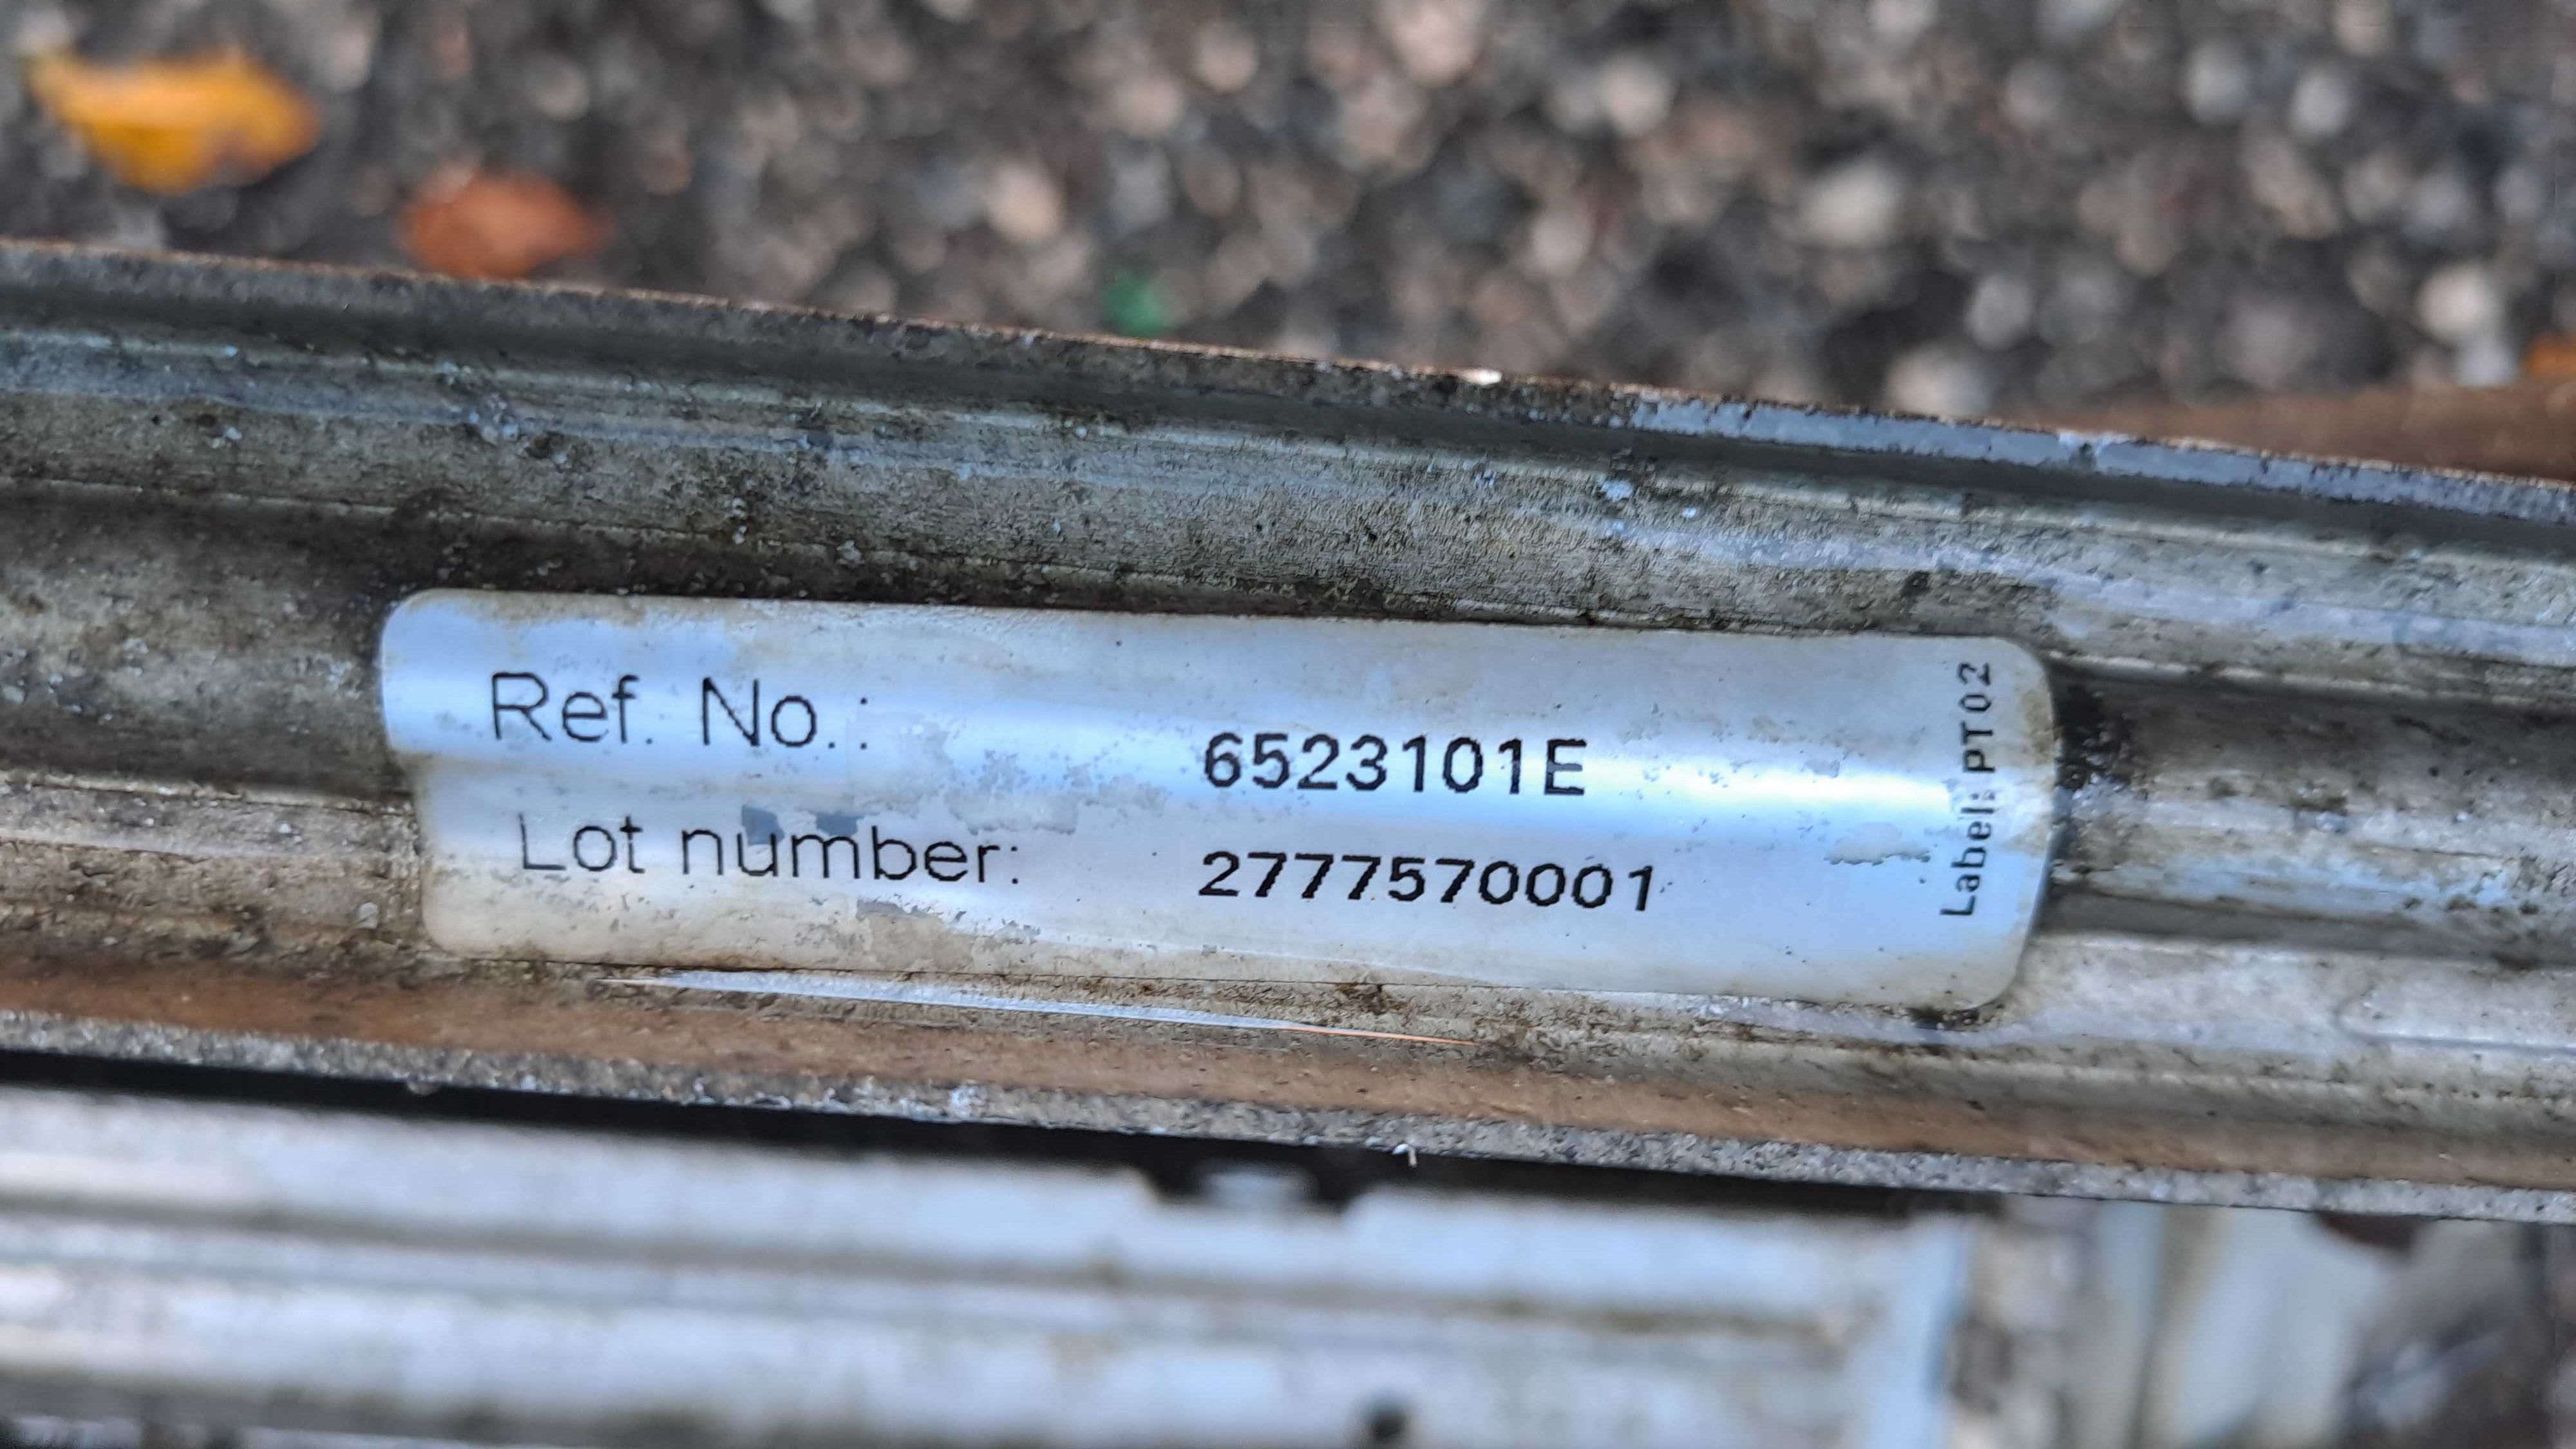 Ref. No.: 6523101E
Lot number: 2777570001
Label: PT02